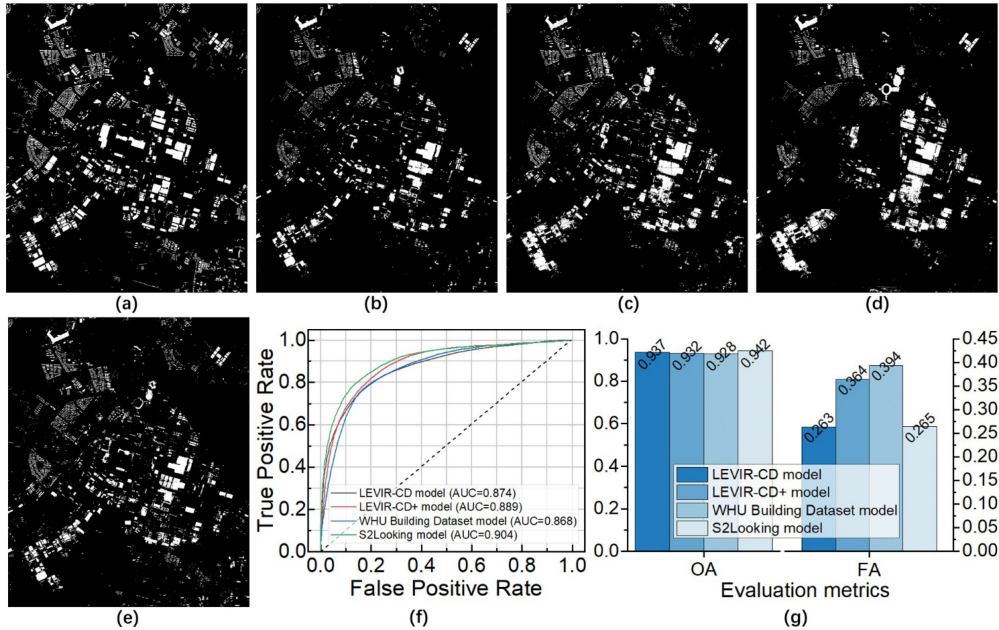 (a)
(b)
(c)
(d)
1.0
0.8
0.6
0.4
0.2
0.0
True Positive Rate
LEVIR-CD model (AUC=0.874)
LEVIR-CD+ model (AUC=0.889)
WHU Building Dataset model (AUC=0.868)
S2Looking model (AUC=0.904)
0.0 0.2 0.4 0.6 0.8 1.0
False Positive Rate
1.0
0.8
0.6
0.4
0.2
0.0
0.937
0.932
0.928
0.942
0.263
0.364
0.394
0.265
LEVIR-CD model
LEVIR-CD+ model
WHU Building Dataset model
S2Looking model
0.45
0.40
0.35
0.30
0.25
0.20
0.15
0.10
0.05
0.00
OA FA
Evaluation metrics
(e)
(f)
(g)